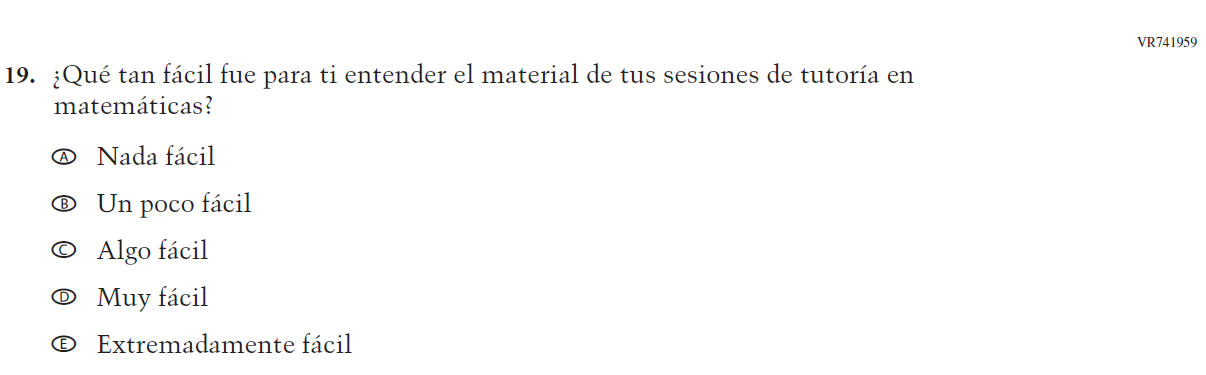 VR741959
19. ¿Qué tan fácil fue para ti entender el material de tus sesiones de tutoría en
matemáticas?
A Nada fácil
B Un poco fácil
C Algo fácil
D Muy fácil
E Extremadamente fácil